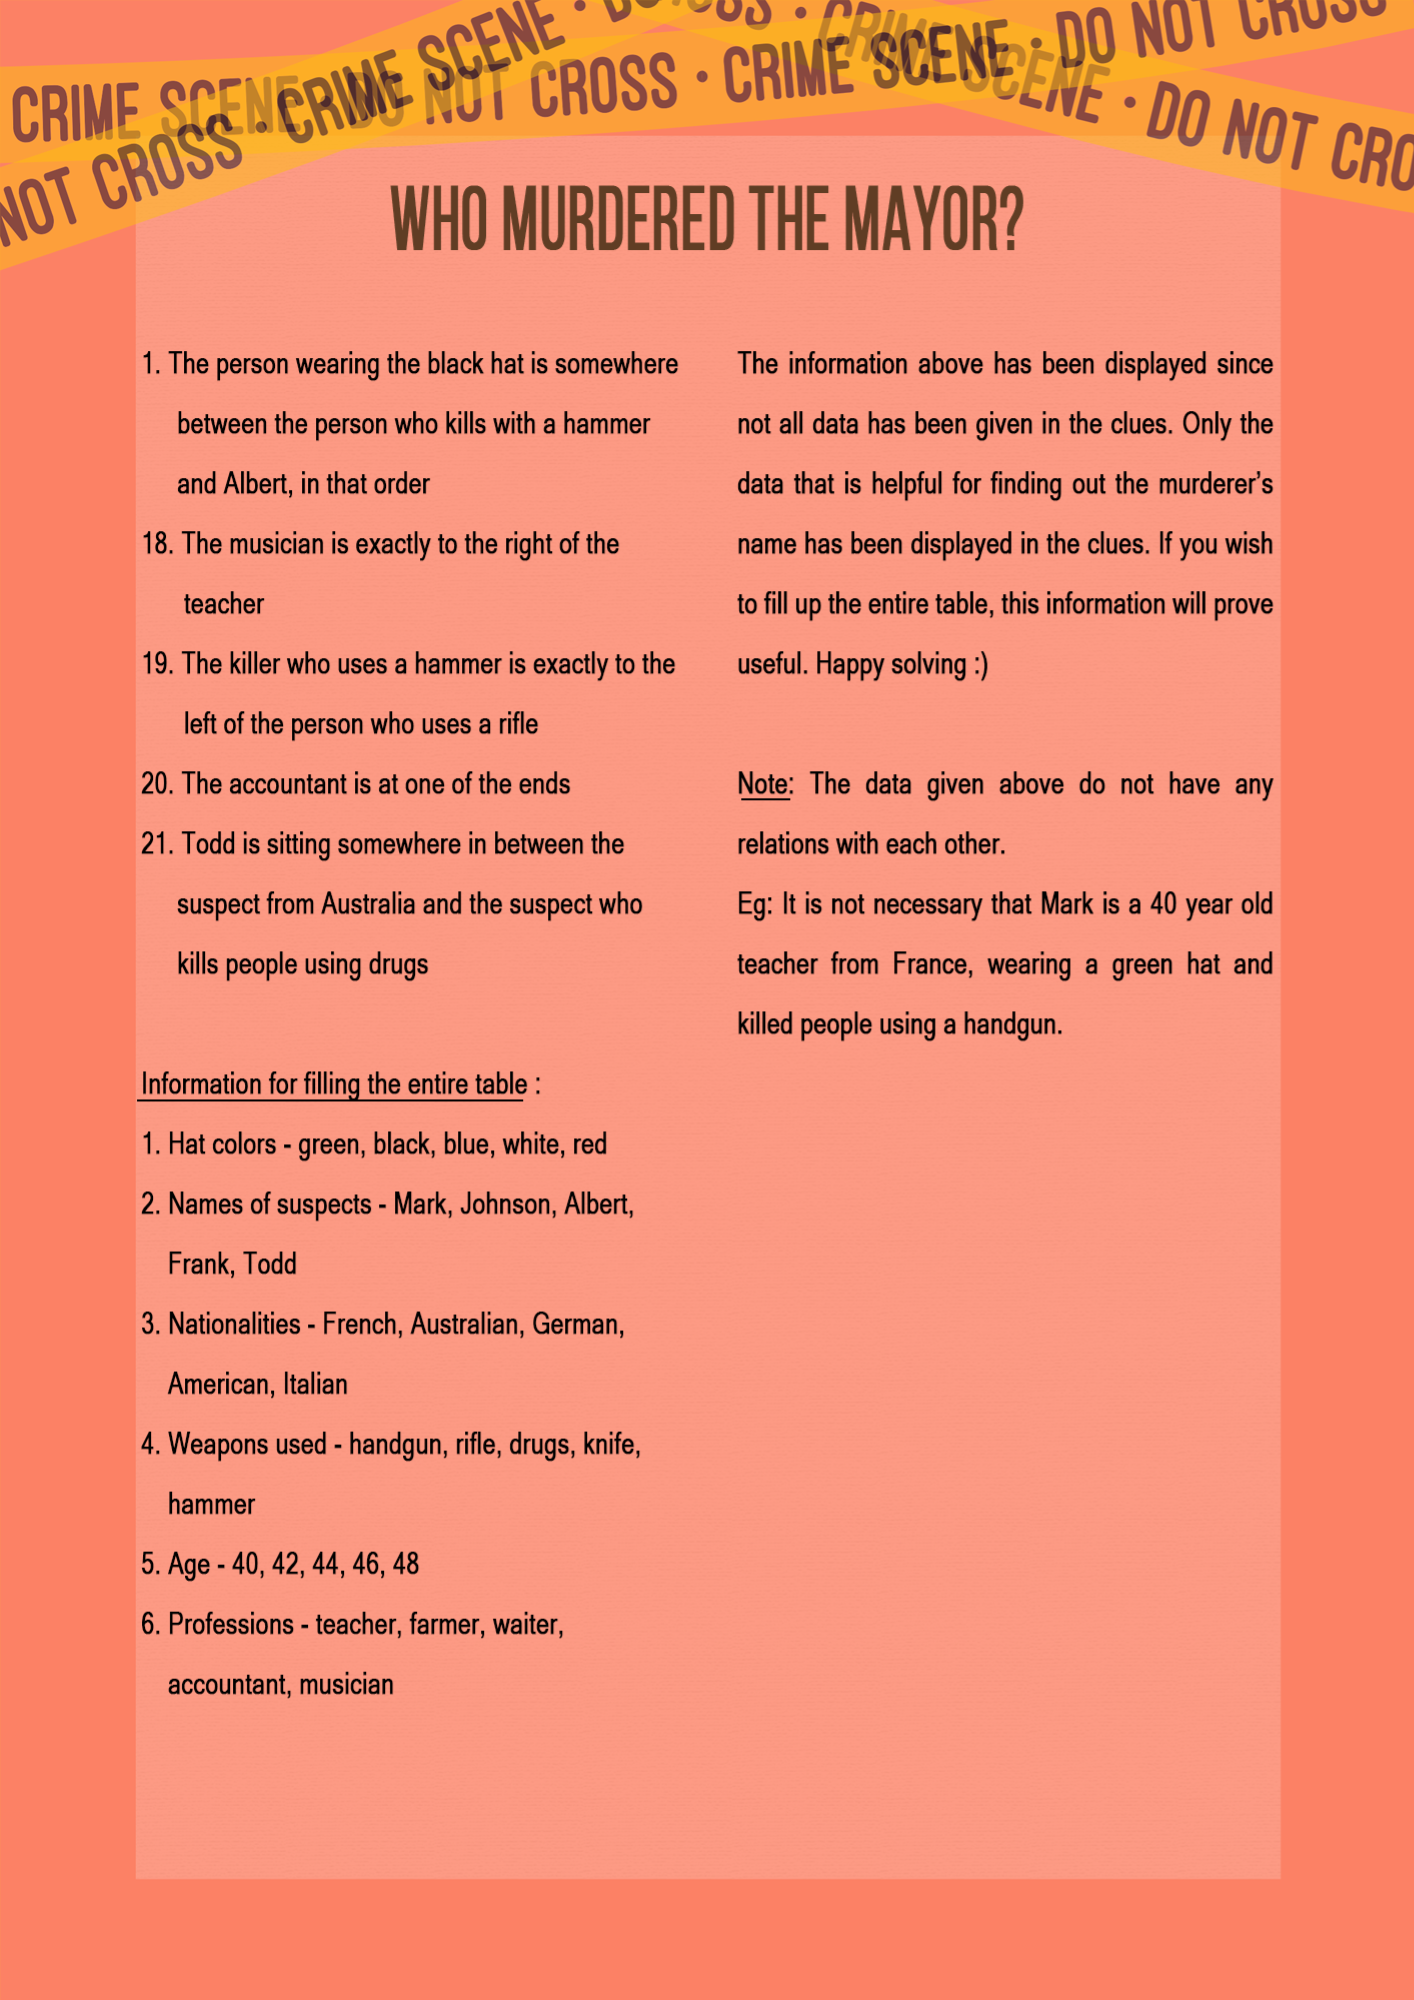 CRIME SCENE DO NOT CROSS · CRIME SCENE · DO NOT CROSS
NOT CROSS · CRIME SCENE · DO
CROSS · CRIME SCENE · DO NOT CRO
WHO MURDERED THE MAYOR?
1. The person wearing the black hat is somewhere
between the person who kills with a hammer
and Albert, in that order
18. The musician is exactly to the right of the
teacher
19. The killer who uses a hammer is exactly to the
left of the person who uses a rifle
20. The accountant is at one of the ends
21. Todd is sitting somewhere in between the
suspect from Australia and the suspect who
kills people using drugs
Information for filling the entire table :
1. Hat colors - green, black, blue, white, red
2. Names of suspects - Mark, Johnson, Albert,
Frank, Todd
3. Nationalities - French, Australian, German,
American, Italian
4. Weapons used - handgun, rifle, drugs, knife,
hammer
5. Age - 40, 42, 44, 46, 48
6. Professions - teacher, farmer, waiter,
accountant, musician
The information above has been displayed since
not all data has been given in the clues. Only the
data that is helpful for finding out the murderer's
name has been displayed in the clues. If you wish
to fill up the entire table, this information will prove
useful. Happy solving :)
Note: The data given above do not have any
relations with each other.
Eg: It is not necessary that Mark is a 40 year old
teacher from France, wearing a green hat and
killed people using a handgun.